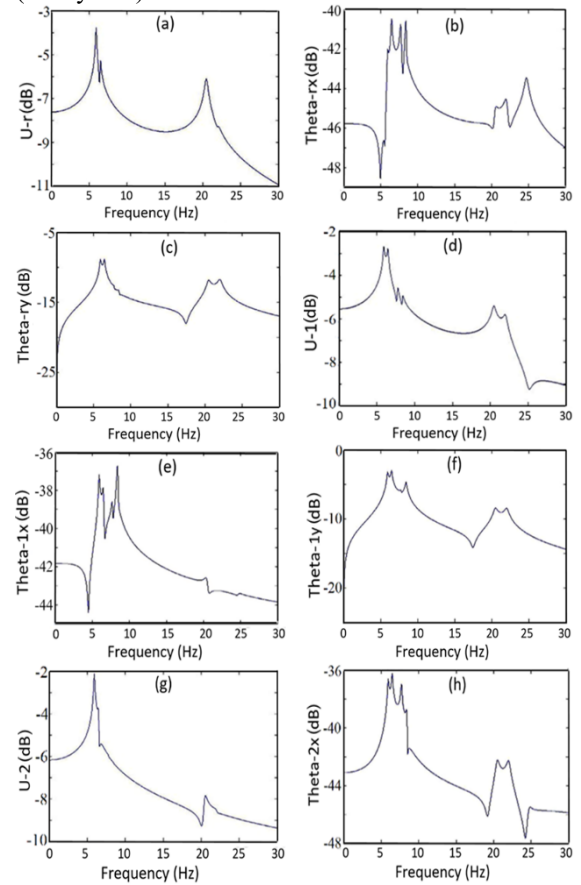 (a)
-3
-5
-7
-9
-11
U-r (dB)
0 5 10 15 20 25 30
Frequency (Hz)
(b)
-40
-42
-44
-46
-48
Theta-rx (dB)
0 5 10 15 20 25 30
Frequency (Hz)
(c)
-5
-15
-25
Theta-ry (dB)
0 5 10 15 20 25 30
Frequency (Hz)
(d)
-1
-4
-6
-8
-10
U-1 (dB)
0 5 10 15 20 25 30
Frequency (Hz)
(e)
-36
-38
-40
-42
-44
Theta-1x (dB)
0 5 10 15 20 25 30
Frequency (Hz)
(f)
0
-10
-20
Theta-1y (dB)
0 5 10 15 20 25 30
Frequency (Hz)
(g)
-2
-4
-6
-8
-10
U-2 (dB)
0 5 10 15 20 25 30
Frequency (Hz)
(h)
-36
-40
-44
-48
Theta-2x (dB)
0 5 10 15 20 25 30
Frequency (Hz)